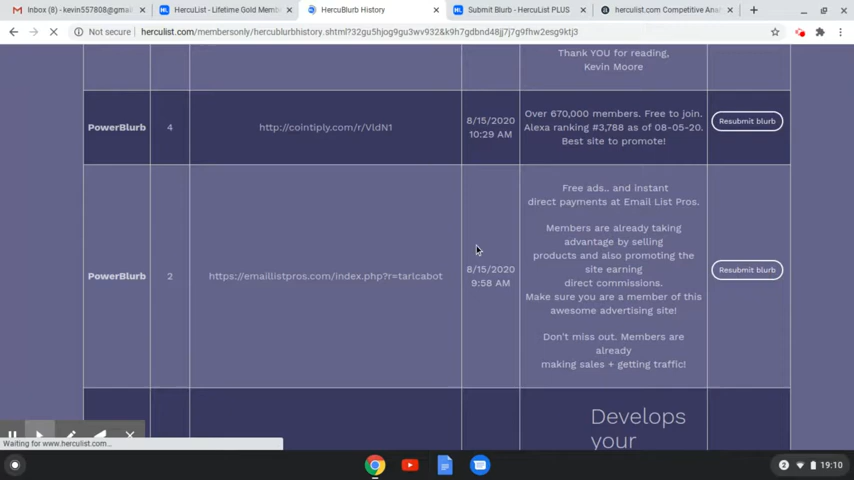 Inbox (8) - kevin557808@gmai
HercuList - Lifetime Gold Memb
HercuBlurb History
Submit Blurb - HercuList PLUS
herculist.com Competitive Ana
Not secure
herculist.com/membersonly/hercublurbhistory.shtml?32gu5hjog9gu3wv932&k9h7gdbnd48jj7j7g9fhw2esg9ktj3
Thank YOU for reading,
Kevin Moore
PowerBlurb
4
http://cointiply.com/r/VldN1
8/15/2020
10:29 AM
Over 670,000 members. Free to join.
Alexa ranking #3,788 as of 08-05-20.
Best site to promote!
Resubmit blurb
PowerBlurb
2
https://emaillistpros.com/index.php?r=tarlcabot
8/15/2020
9:58 AM
Free ads.. and instant
direct payments at Email List Pros.
Members are already taking
advantage by selling
products and also promoting the
site earning
direct commissions.
Make sure you are a member of this
awesome advertising site!
Don't miss out. Members are
already
making sales + getting traffic!
Resubmit blurb
Develops
your
Waiting for www.herculist.com...
2
19:10